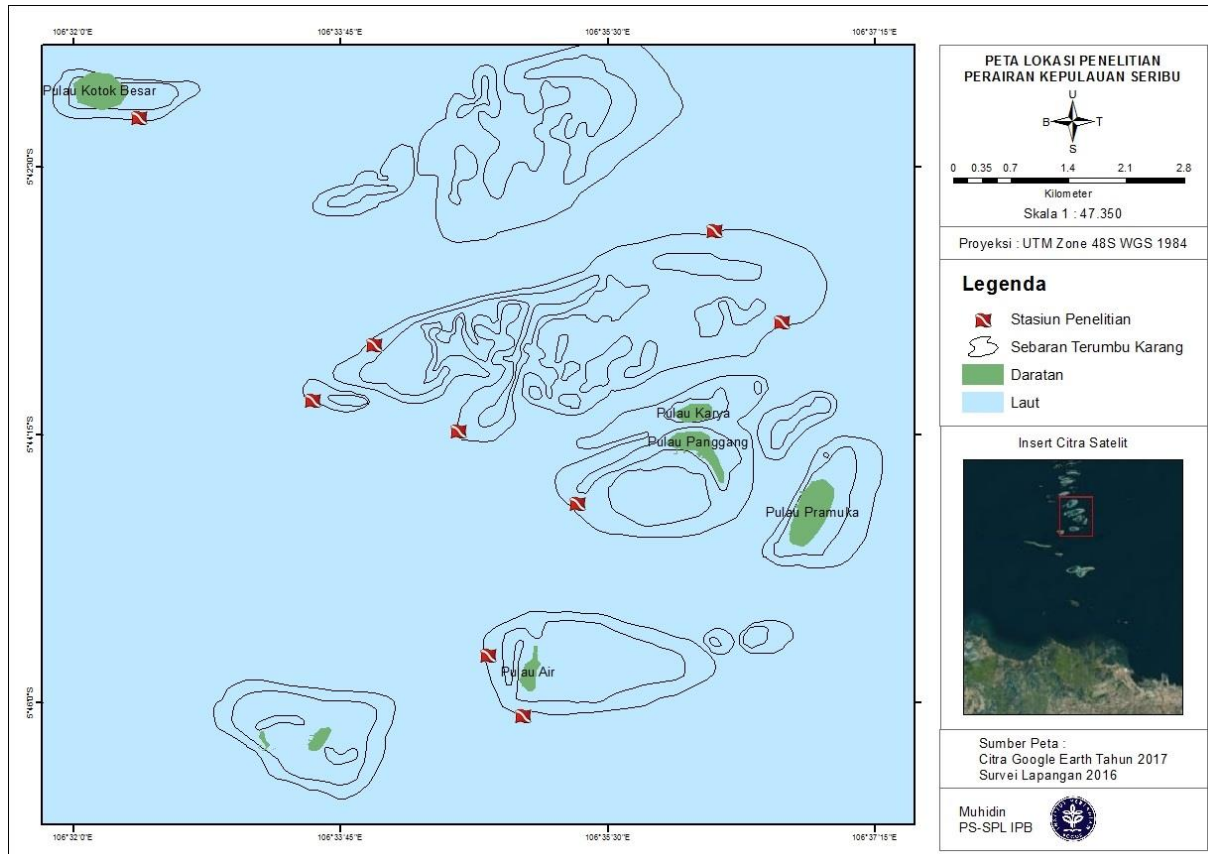 106°32'0"E 106°33'45"E 106°35'30"E 106°37'15"E
5°42'30"S
5°44'15"S
5°46'0"S
Pulau Kotok Besar
Pulau Karya
Pulau Panggang
Pulau Pramuka
Pulau Air
106°32'0"E 106°33'45"E 106°35'30"E 106°37'15"E
PETA LOKASI PENELITIAN
PERAIRAN KEPULAUAN SERIBU
U
B T
S
0 0.35 0.7 1.4 2.1 2.8
Kilometer
Skala 1 : 47.350
Proyeksi : UTM Zone 48S WGS 1984
Legenda
Stasiun Penelitian
Sebaran Terumbu Karang
Daratan
Laut
Insert Citra Satelit
Sumber Peta :
Citra Google Earth Tahun 2017
Survei Lapangan 2016
Muhidin
PS-SPL IPB